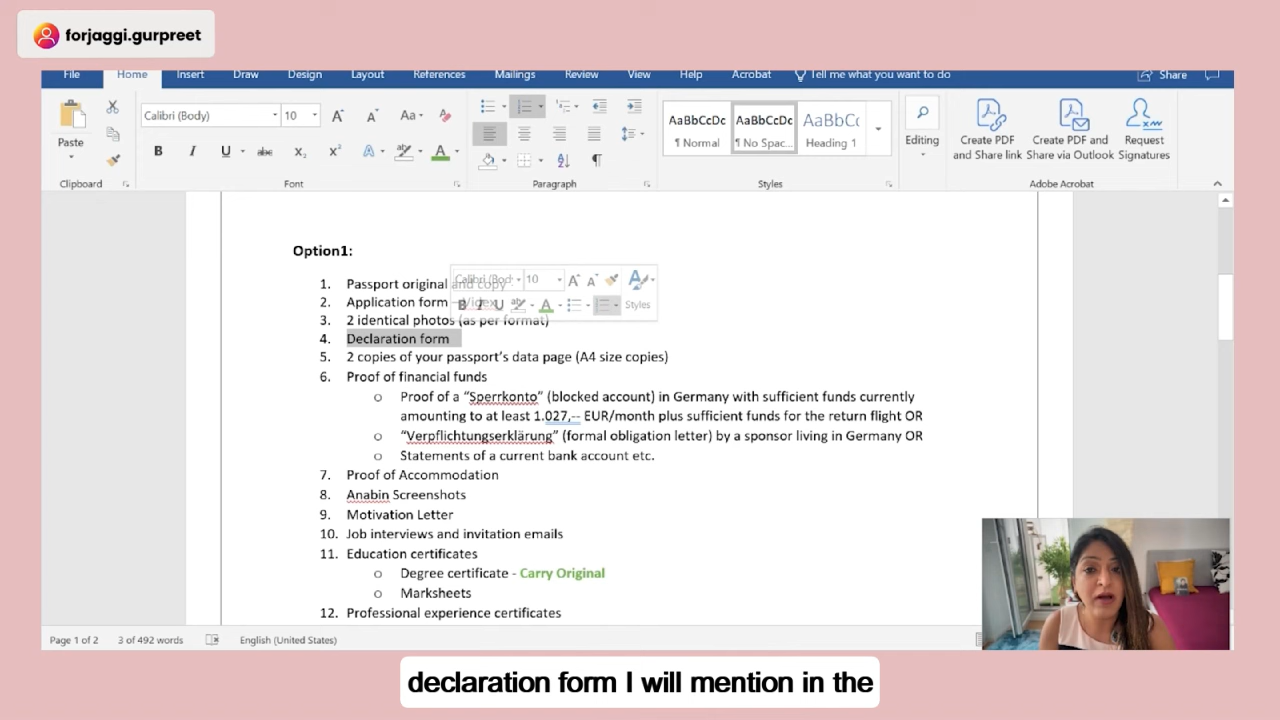 forjaggi.gurpreet
File Home Insert Draw Design Layout References Mailings Review View Help Acrobat Tell me what you want to do Share
Paste
Calibri (Body) 10 Aa
B I U abc X₂ X² A A
AaBbCcDc AaBbCcDc AaBbCc
¶ Normal ¶ No Spac... Heading 1
Editing
Create PDF and Share link
Create PDF and Share via Outlook
Request Signatures
Clipboard Font Paragraph Styles Adobe Acrobat
Option1:
1. Passport original and copy
2. Application form – Videx
3. 2 identical photos (as per format)
4. Declaration form
Calibri (Body 10
B I U A Styles
5. 2 copies of your passport's data page (A4 size copies)
6. Proof of financial funds
o Proof of a “Sperrkonto” (blocked account) in Germany with sufficient funds currently
amounting to at least 1.027,-- EUR/month plus sufficient funds for the return flight OR
o “Verpflichtungserklärung” (formal obligation letter) by a sponsor living in Germany OR
o Statements of a current bank account etc.
7. Proof of Accommodation
8. Anabin Screenshots
9. Motivation Letter
10. Job interviews and invitation emails
11. Education certificates
o Degree certificate - Carry Original
o Marksheets
12. Professional experience certificates
Page 1 of 2 3 of 492 words English (United States)
declaration form I will mention in the